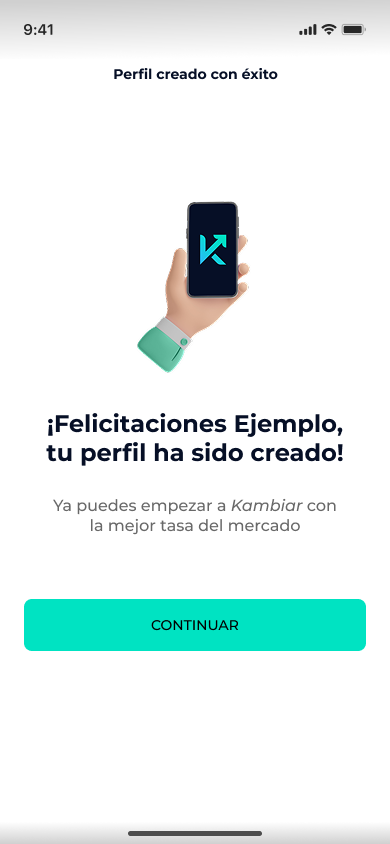 9:41
Perfil creado con éxito
¡Felicitaciones Ejemplo,
tu perfil ha sido creado!
Ya puedes empezar a Kambiar con
la mejor tasa del mercado
CONTINUAR